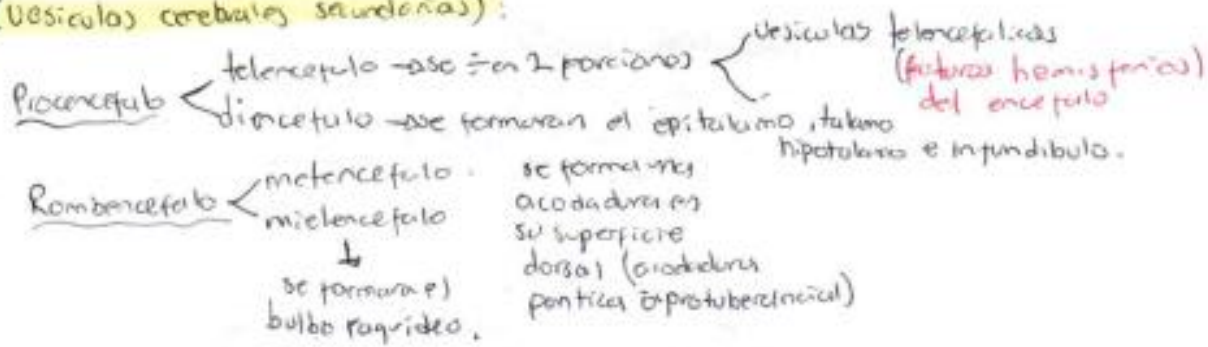 (Vesiculas cerebrales secundarias):
Procencefalo
telencefalo → se ÷ en 2 porciones
vesiculas telencefalicas
(futuros hemisferios)
del encefalo
diencefalo → se formaran el epitalamo, talamo
hipotalamo e infundibulo.
Rombencefalo
metencefalo.
mielencefalo
↓
se formara el
bulbo raquideo.
se forma una
acodadura en
su superficie
dorsal (acodadura
pontica o protuberancial)